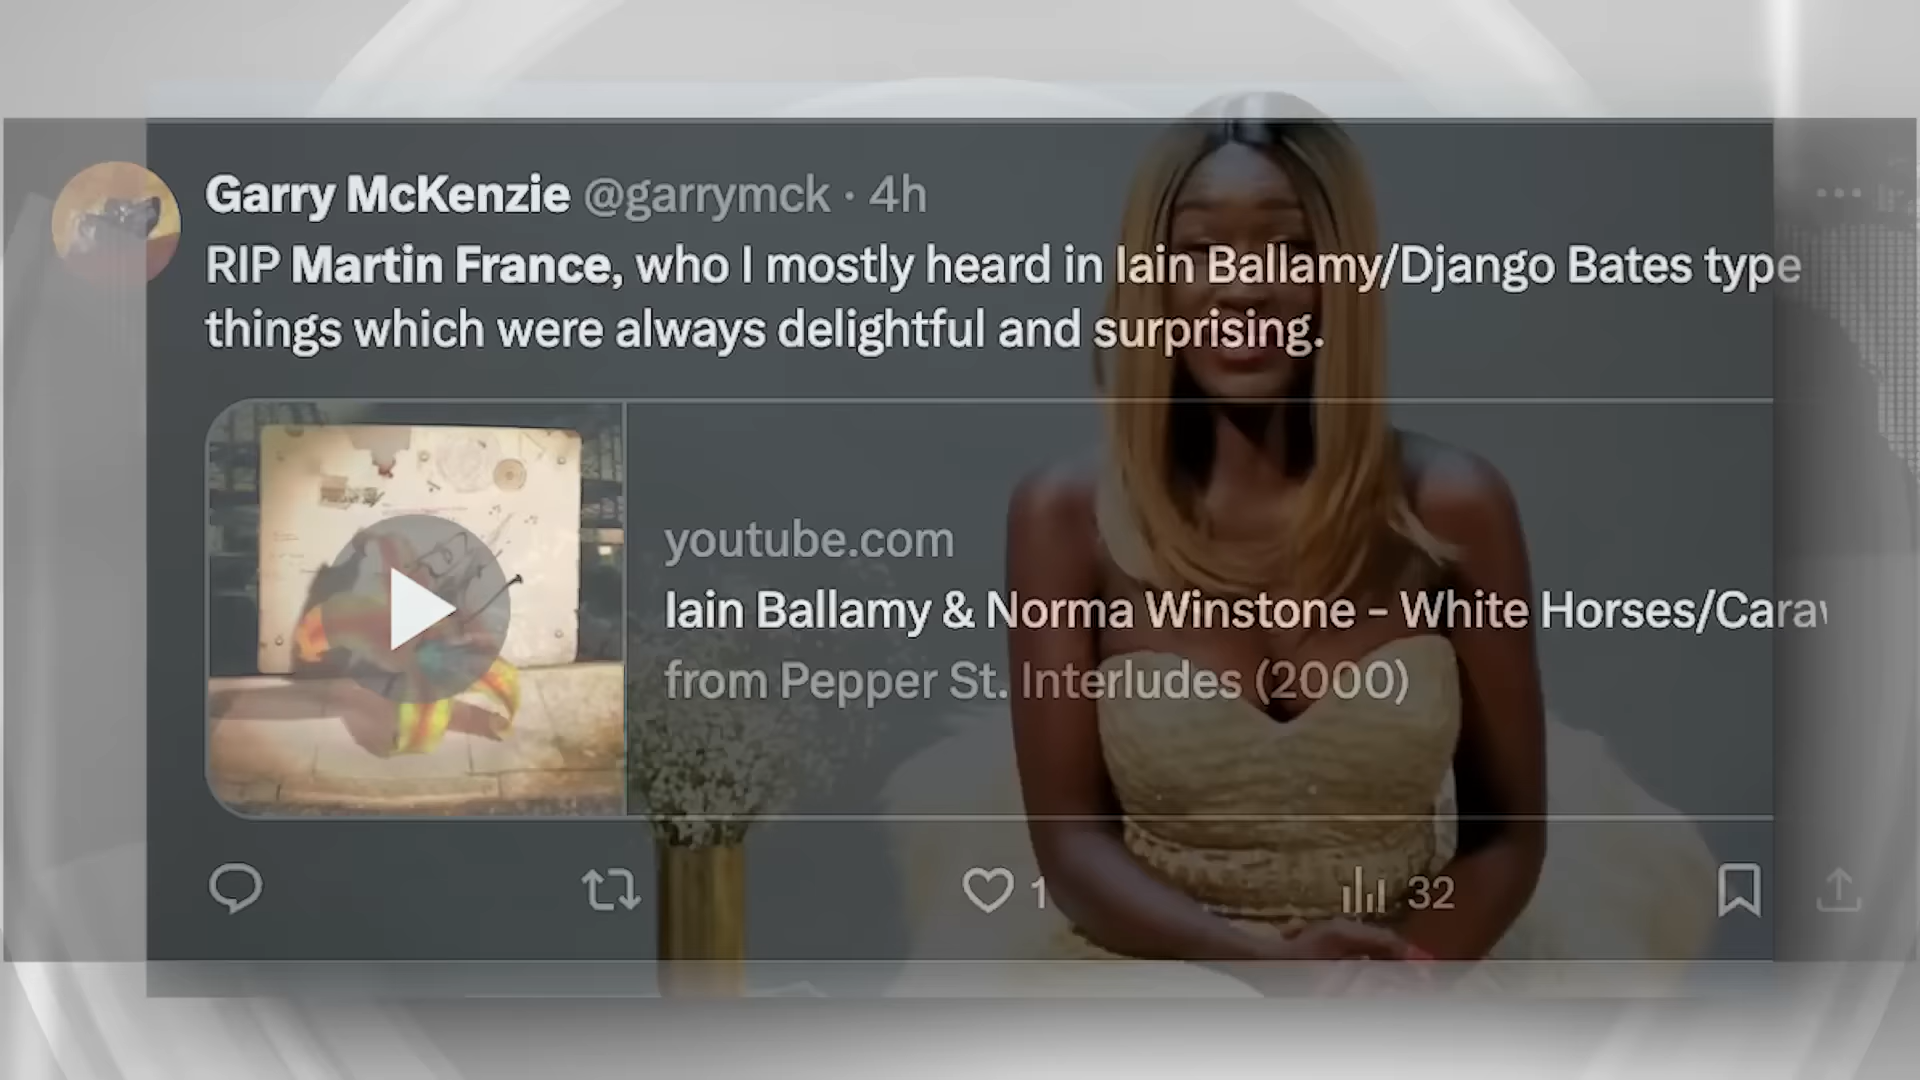 Garry McKenzie @garrymck · 4h
RIP Martin France, who I mostly heard in Iain Ballamy/Django Bates type
things which were always delightful and surprising.
youtube.com
Iain Ballamy & Norma Winstone – White Horses/Carav
from Pepper St. Interludes (2000)
1
32